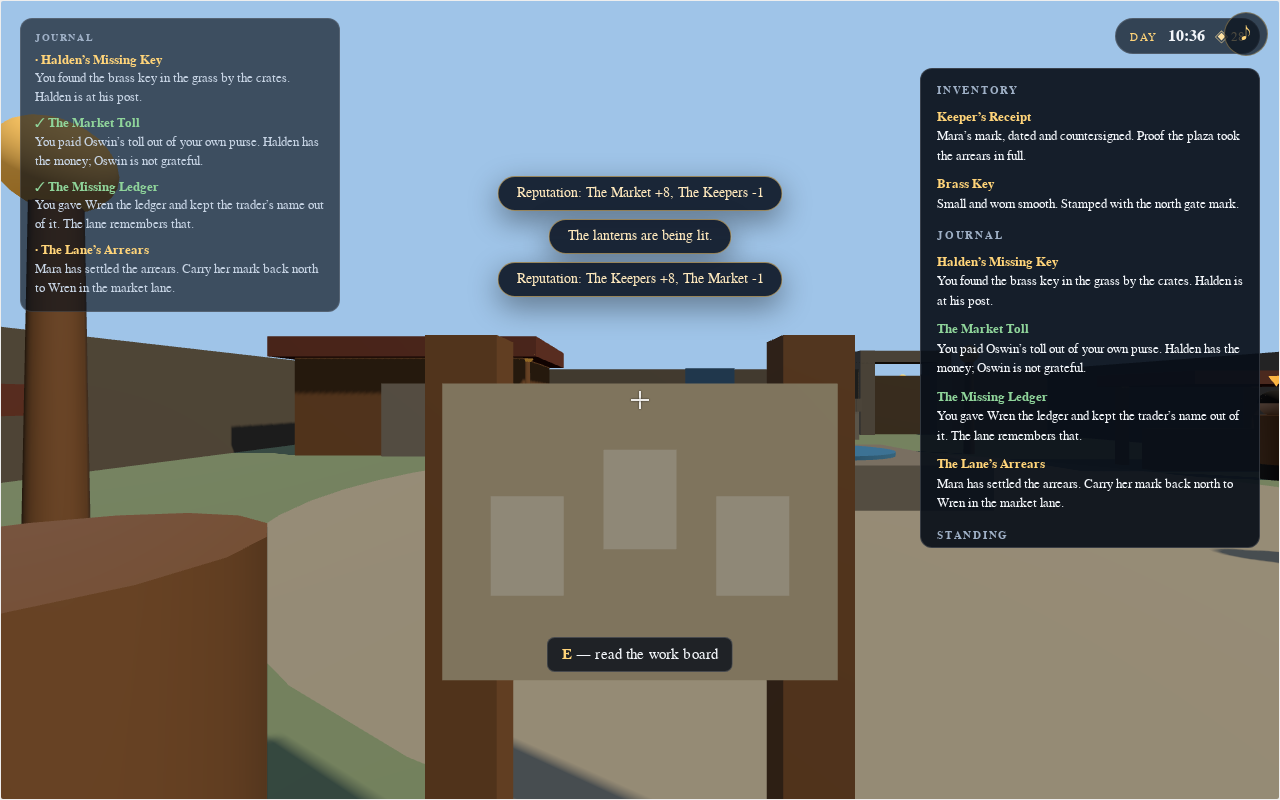 JOURNAL
· Halden's Missing Key
You found the brass key in the grass by the crates.
Halden is at his post.
✓ The Market Toll
You paid Oswin's toll out of your own purse. Halden has
the money; Oswin is not grateful.
✓ The Missing Ledger
You gave Wren the ledger and kept the trader's name out
of it. The lane remembers that.
· The Lane's Arrears
Mara has settled the arrears. Carry her mark back north
to Wren in the market lane.
Reputation: The Market +8, The Keepers -1
The lanterns are being lit.
Reputation: The Keepers +8, The Market -1
E — read the work board
DAY 10:36
INVENTORY
Keeper's Receipt
Mara's mark, dated and countersigned. Proof the plaza took
the arrears in full.
Brass Key
Small and worn smooth. Stamped with the north gate mark.
JOURNAL
Halden's Missing Key
You found the brass key in the grass by the crates. Halden is
at his post.
The Market Toll
You paid Oswin's toll out of your own purse. Halden has the
money; Oswin is not grateful.
The Missing Ledger
You gave Wren the ledger and kept the trader's name out of
it. The lane remembers that.
The Lane's Arrears
Mara has settled the arrears. Carry her mark back north to
Wren in the market lane.
STANDING